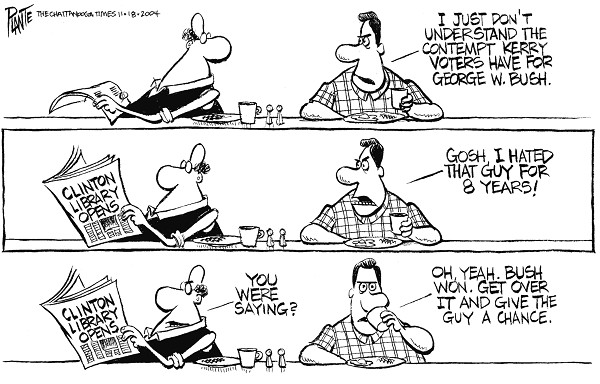 PLANTE
THE CHATTANOOGA TIMES 11·18·2004
I JUST DON'T
UNDERSTAND THE
CONTEMPT KERRY
VOTERS HAVE FOR
GEORGE W. BUSH.
CLINTON
LIBRARY
OPENS
GOSH, I HATED
THAT GUY FOR
8 YEARS!
CLINTON
LIBRARY
OPENS
YOU
WERE
SAYING?
OH, YEAH. BUSH
WON. GET OVER
IT AND GIVE THE
GUY A CHANCE.